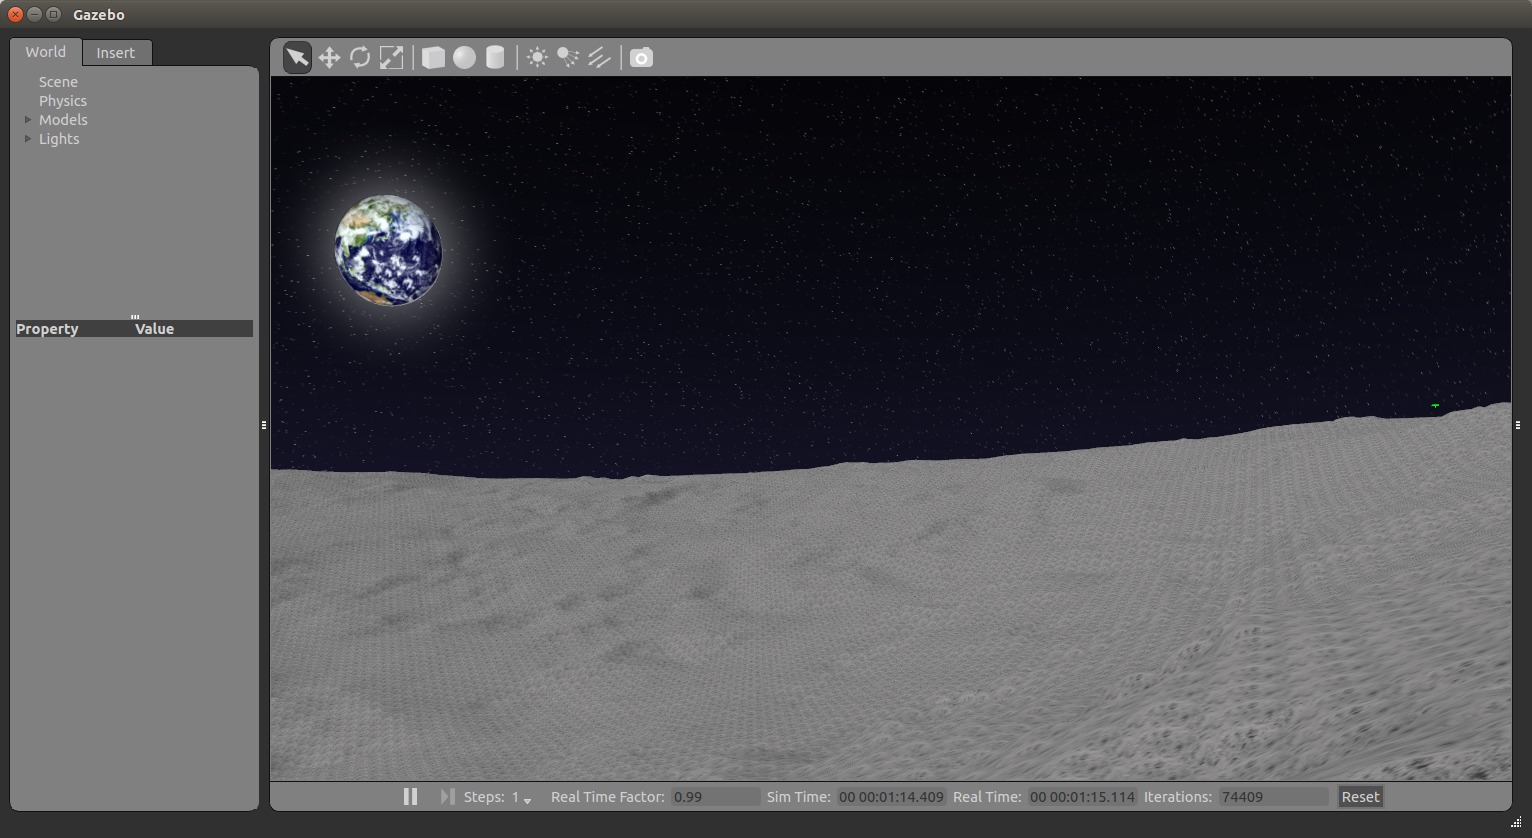 Gazebo
World Insert
Scene
Physics
Models
Lights
Property Value
Steps: 1 Real Time Factor: 0.99 Sim Time: 00 00:01:14.409 Real Time: 00 00:01:15.114 Iterations: 74409 Reset